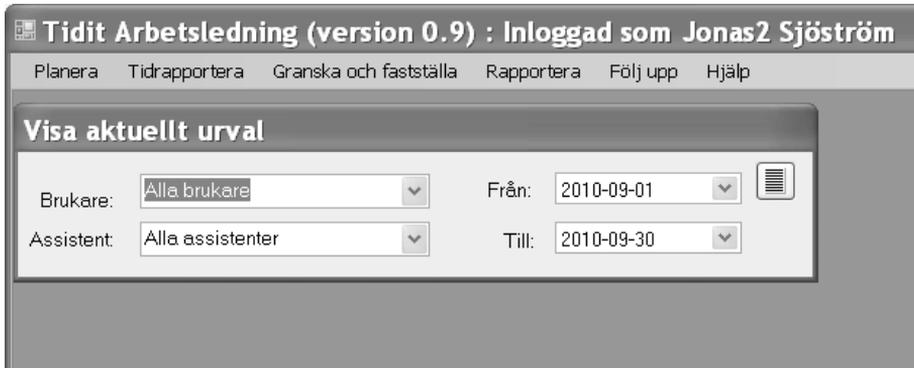 Tidit Arbetsledning (version 0.9) : Inloggad som Jonas2 Sjöström
Planera Tidrapportera Granska och fastställa Rapportera Följ upp Hjälp
Visa aktuellt urval
Brukare: Alla brukare Från: 2010-09-01
Assistent: Alla assistenter Till: 2010-09-30